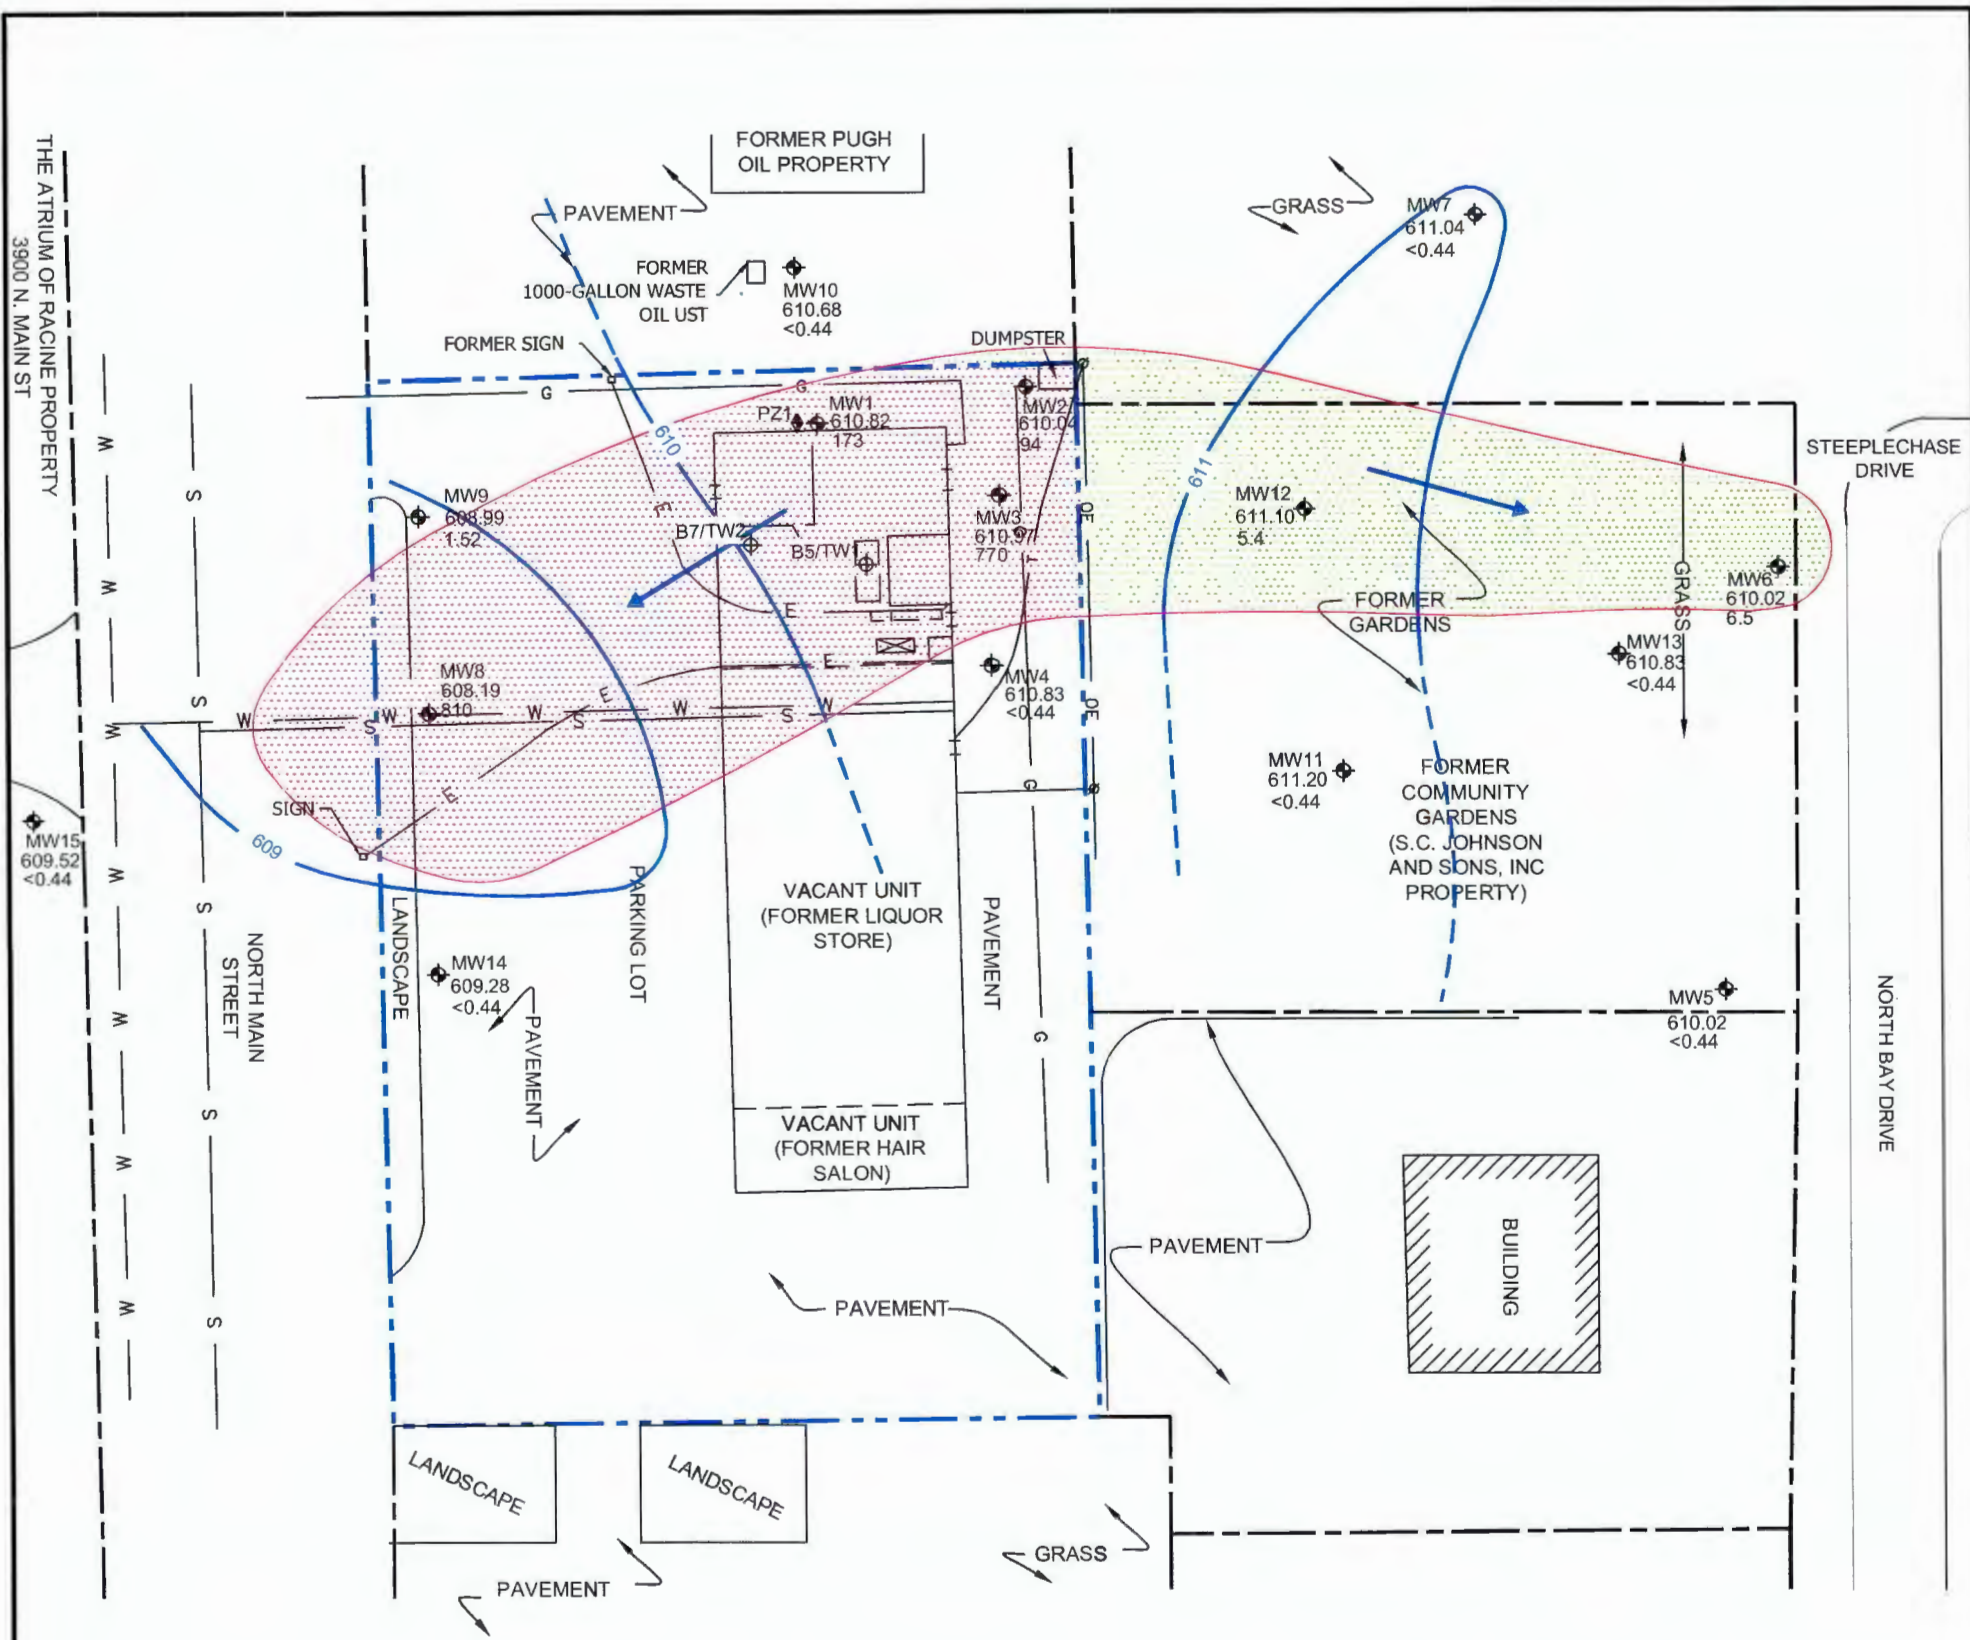 FORMER PUGH
OIL PROPERTY
THE ATRIUM OF RACINE PROPERTY
3900 N. MAIN ST
PAVEMENT
GRASS
MW7
611.04
<0.44
FORMER
1000-GALLON WASTE
OIL UST
MW10
610.68
<0.44
FORMER SIGN
DUMPSTER
G
G
PZ1
MW1
610.82
173
MW2
610.04
94
610
611
STEEPLECHASE
DRIVE
W
S
MW9
608.99
1.52
E
B7/TW2
B5/TW1
MW3
610.97
770
OE
MW12
611.10
5.4
T
W
E
FORMER
GARDENS
GRASS
MW6
610.02
6.5
MW13
610.83
<0.44
MW8
608.19
810
E
E
MW4
610.83
<0.44
OE
S
W
W
S
W
W
S
W
S
W
S
G
E
SIGN
609
MW11
611.20
<0.44
FORMER
COMMUNITY
GARDENS
(S.C. JOHNSON
AND SONS, INC
PROPERTY)
MW15
609.52
<0.44
W
S
PARKING LOT
VACANT UNIT
(FORMER LIQUOR
STORE)
PAVEMENT
LANDSCAPE
NORTH MAIN
STREET
MW14
609.28
<0.44
PAVEMENT
W
G
MW5
610.02
<0.44
NORTH BAY DRIVE
S
W
VACANT UNIT
(FORMER HAIR
SALON)
PAVEMENT
BUILDING
W
S
PAVEMENT
LANDSCAPE
LANDSCAPE
GRASS
PAVEMENT